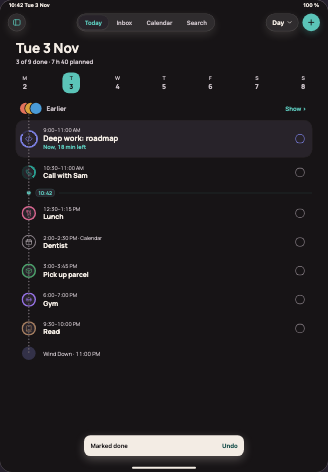 10:42 Tue 3 Nov
100 %
Today Inbox Calendar Search
Day
Tue 3 Nov
3 of 9 done · 7 h 40 planned
M T W T F S S
2 3 4 5 6 7 8
Earlier
Show
9:00–11:00 AM
Deep work: roadmap
Now, 18 min left
10:30–11:00 AM
Call with Sam
10:42
12:30–1:15 PM
Lunch
2:00–2:30 PM · Calendar
Dentist
3:00–3:45 PM
Pick up parcel
6:00–7:00 PM
Gym
9:30–10:00 PM
Read
Wind Down · 11:00 PM
Marked done
Undo